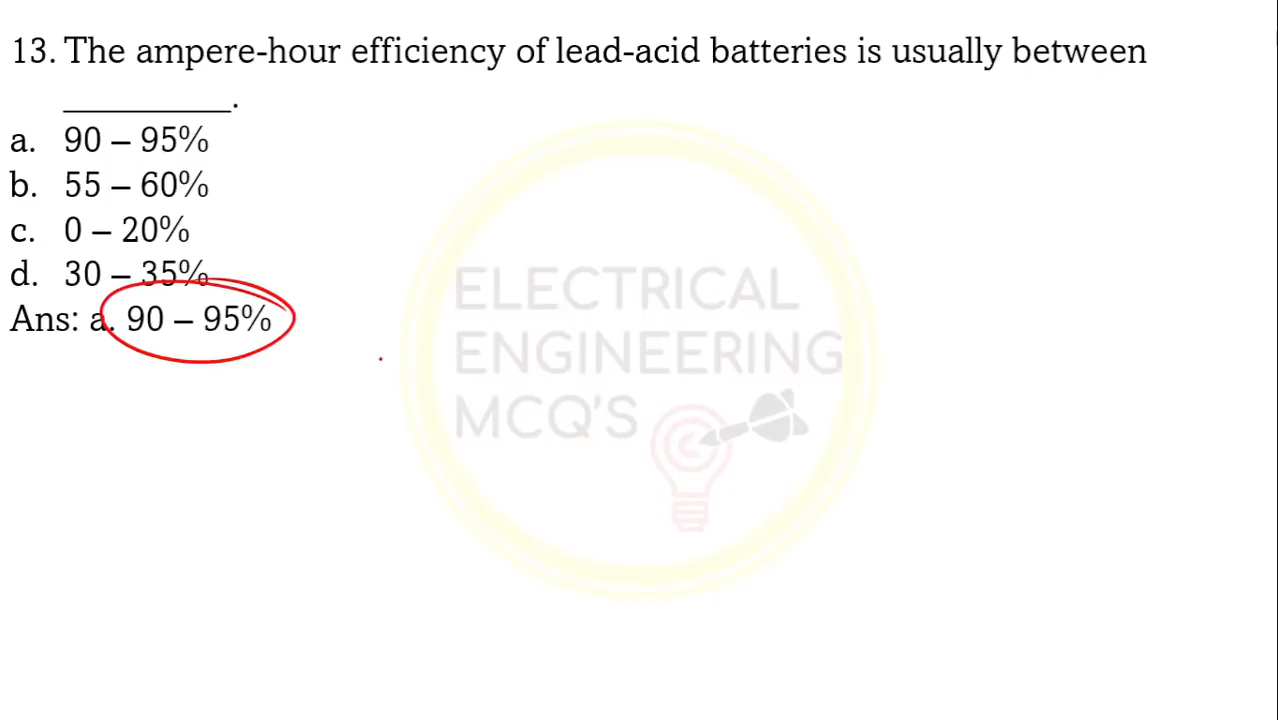 13. The ampere-hour efficiency of lead-acid batteries is usually between
__________.
a. 90 – 95%
b. 55 – 60%
c. 0 – 20%
d. 30 – 35%
Ans: a. 90 – 95%
ELECTRICAL
ENGINEERING
MCQ'S